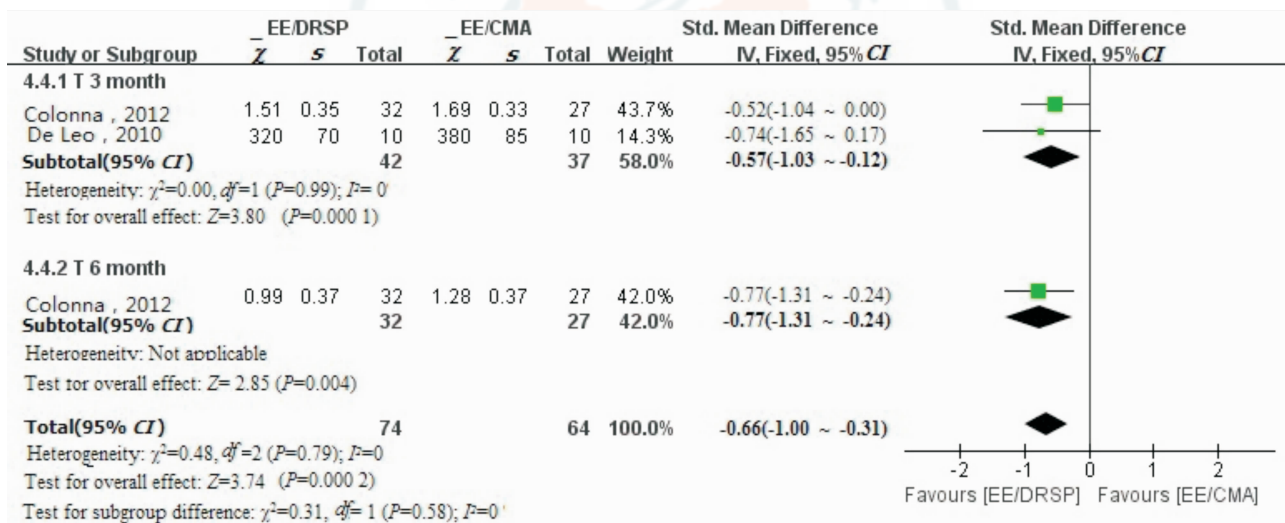 _ EE/DRSP _ EE/CMA Std. Mean Difference Std. Mean Difference
Study or Subgroup χ s Total χ s Total Weight IV, Fixed, 95% CI IV, Fixed, 95%CI
4.4.1 T 3 month
Colonna , 2012 1.51 0.35 32 1.69 0.33 27 43.7% -0.52(-1.04 ~ 0.00)
De Leo , 2010 320 70 10 380 85 10 14.3% -0.74(-1.65 ~ 0.17)
Subtotal(95% CI) 42 37 58.0% -0.57(-1.03 ~ -0.12)
Heterogeneity: χ²=0.00, df=1 (P=0.99); I²= 0
Test for overall effect: Z=3.80 (P=0.000 1)
4.4.2 T 6 month
Colonna , 2012 0.99 0.37 32 1.28 0.37 27 42.0% -0.77(-1.31 ~ -0.24)
Subtotal(95% CI) 32 27 42.0% -0.77(-1.31 ~ -0.24)
Heterogeneity: Not applicable
Test for overall effect: Z= 2.85 (P=0.004)
Total(95% CI) 74 64 100.0% -0.66(-1.00 ~ -0.31)
Heterogeneity: χ²=0.48, df=2 (P=0.79); I²=0
Test for overall effect: Z=3.74 (P=0.000 2)
Test for subgroup difference: χ²=0.31, df= 1 (P=0.58); I²=0
-2 -1 0 1 2
Favours [EE/DRSP] Favours [EE/CMA]